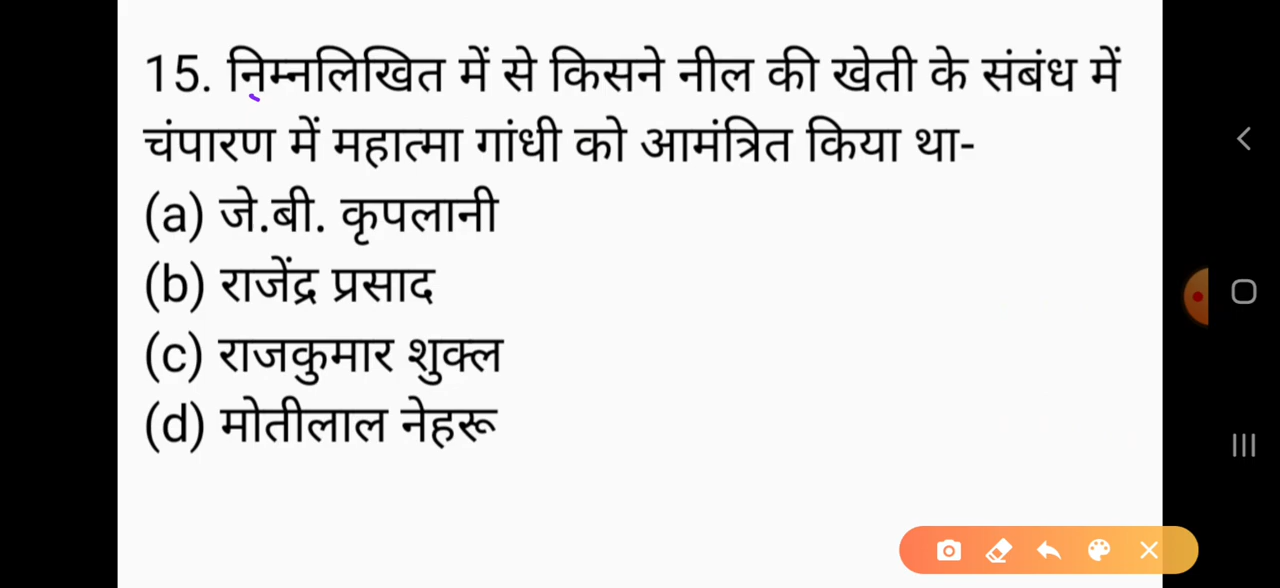 15. निम्नलिखित में से किसने नील की खेती के संबंध में
चंपारण में महात्मा गांधी को आमंत्रित किया था-
(a) जे.बी. कृपलानी
(b) राजेंद्र प्रसाद
(c) राजकुमार शुक्ल
(d) मोतीलाल नेहरू